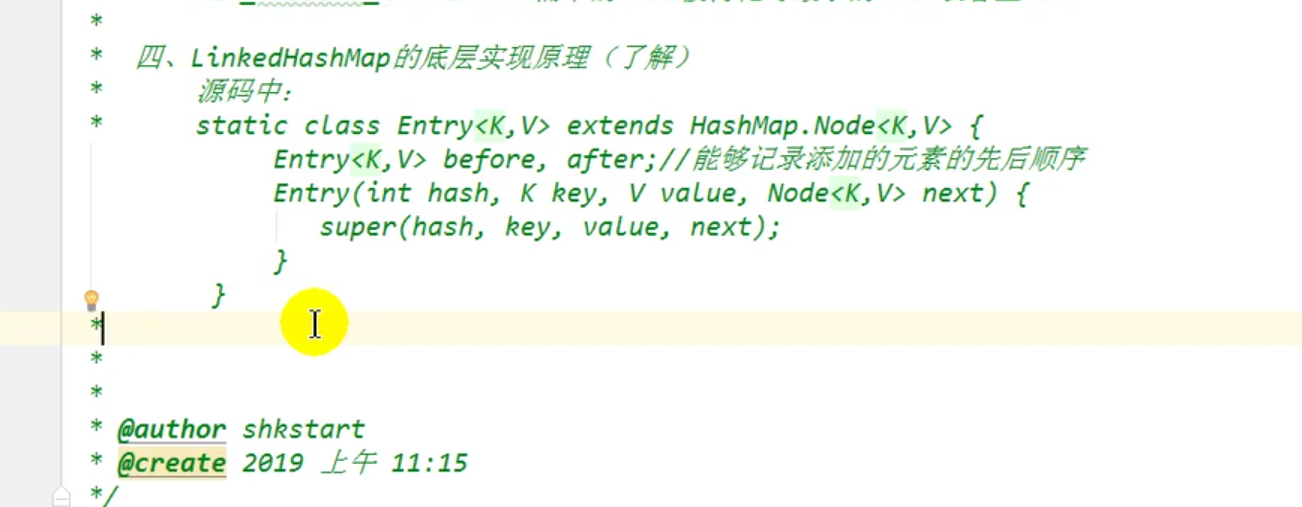 *
* 四、LinkedHashMap的底层实现原理（了解）
* 源码中：
* static class Entry<K,V> extends HashMap.Node<K,V> {
Entry<K,V> before, after;//能够记录添加的元素的先后顺序
Entry(int hash, K key, V value, Node<K,V> next) {
super(hash, key, value, next);
}
}
*
*
*
* @author shkstart
* @create 2019 上午 11:15
*/